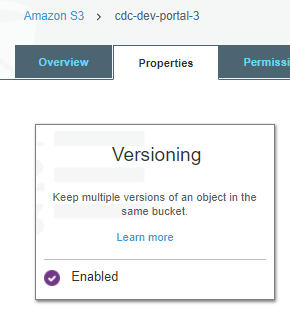 Amazon S3 > cdc-dev-portal-3
Overview Properties Permissi
Versioning
Keep multiple versions of an object in the
same bucket.
Learn more
Enabled